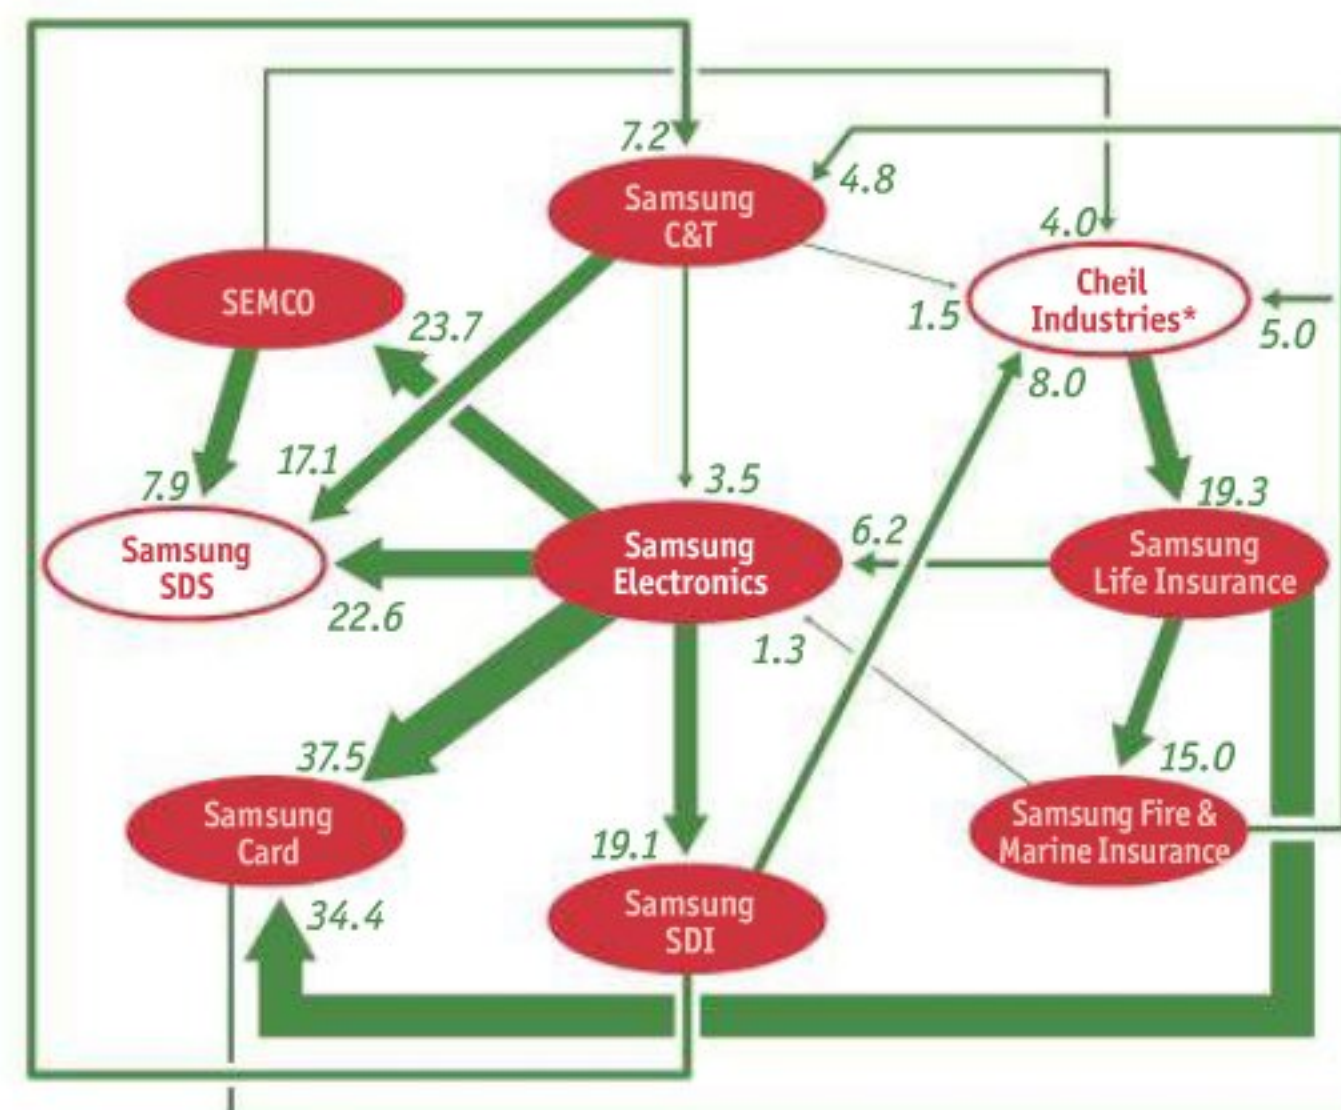 7.2
Samsung
C&T
4.8
4.0
Cheil
Industries*
1.5
5.0
SEMCO
23.7
8.0
7.9
17.1
3.5
19.3
Samsung
SDS
22.6
Samsung
Electronics
6.2
1.3
Samsung
Life Insurance
37.5
15.0
Samsung
Card
34.4
19.1
Samsung
SDI
Samsung Fire &
Marine Insurance